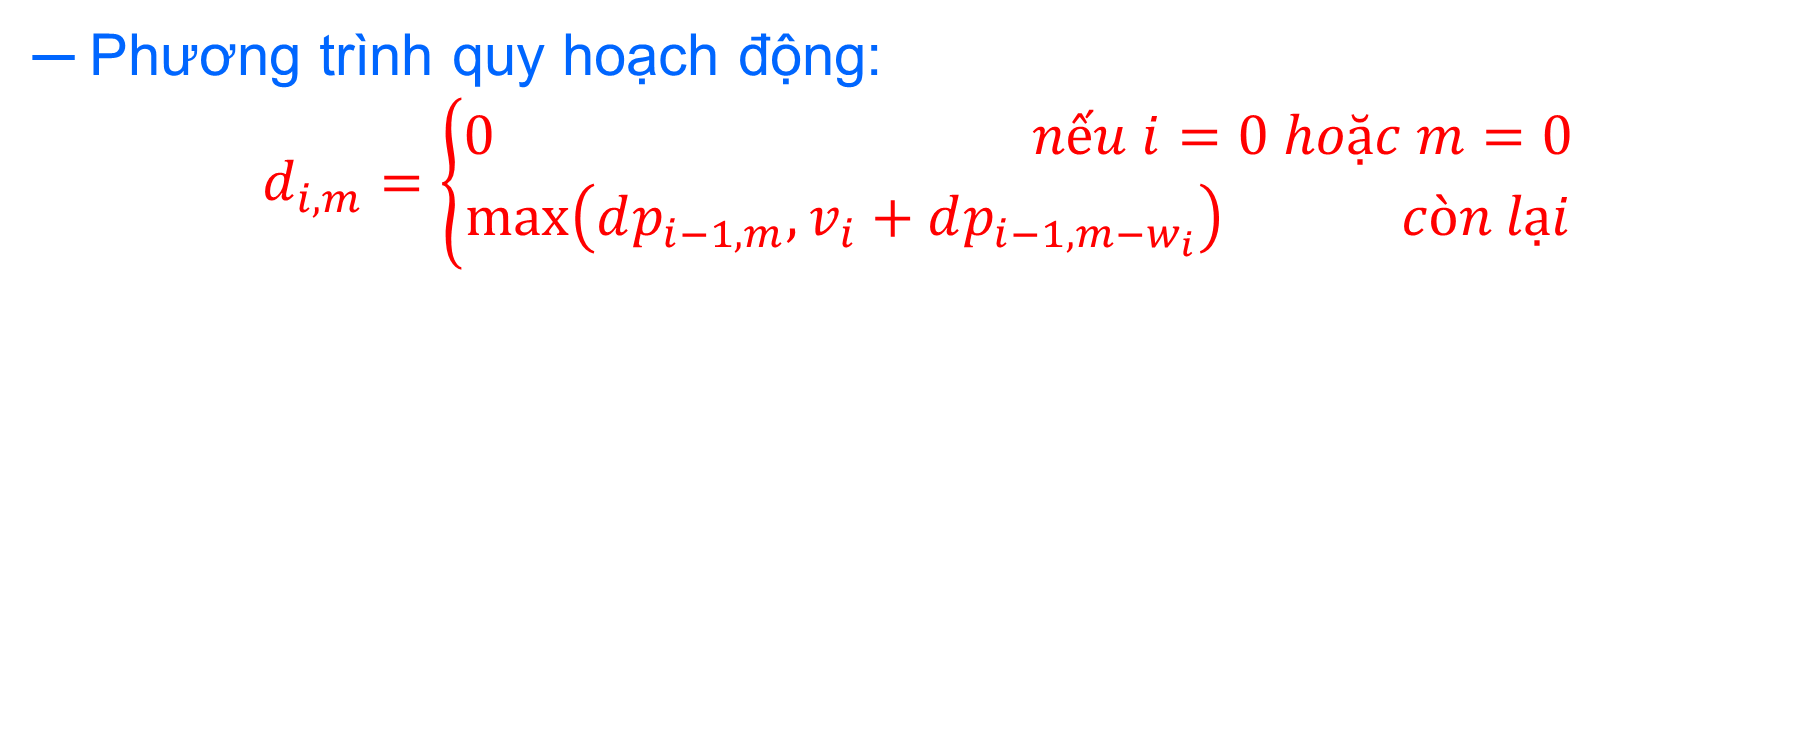 — Phương trình quy hoạch động:
0 nếu i = 0 hoặc m = 0
d_{i,m} = {
max(dp_{i−1,m}, v_i + dp_{i−1,m−w_i}) còn lại